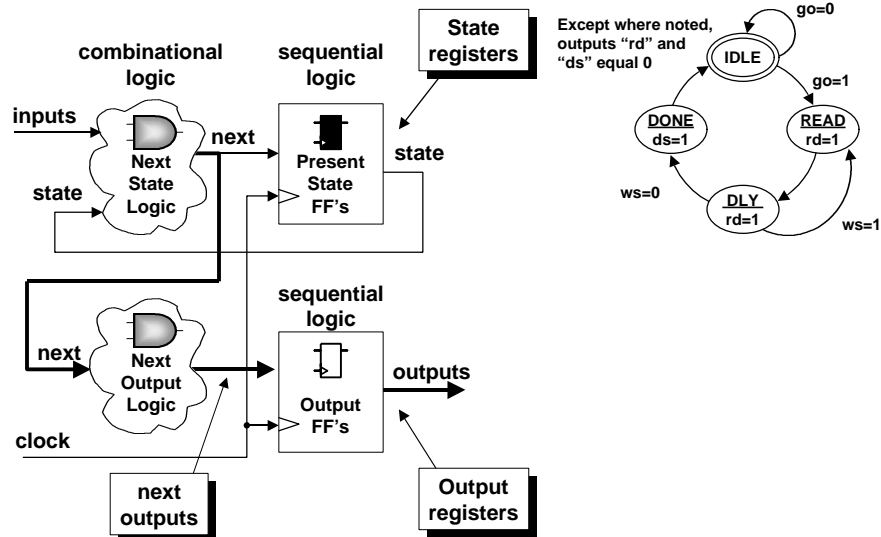 combinational
logic
sequential
logic
State
registers
inputs
next
state
state
Next
State
Logic
Present
State
FF's
sequential
logic
next
Next
Output
Logic
outputs
Output
FF's
clock
next
outputs
Output
registers
Except where noted,
outputs “rd” and
“ds” equal 0
go=0
IDLE
go=1
DONE
ds=1
READ
rd=1
ws=0
DLY
rd=1
ws=1